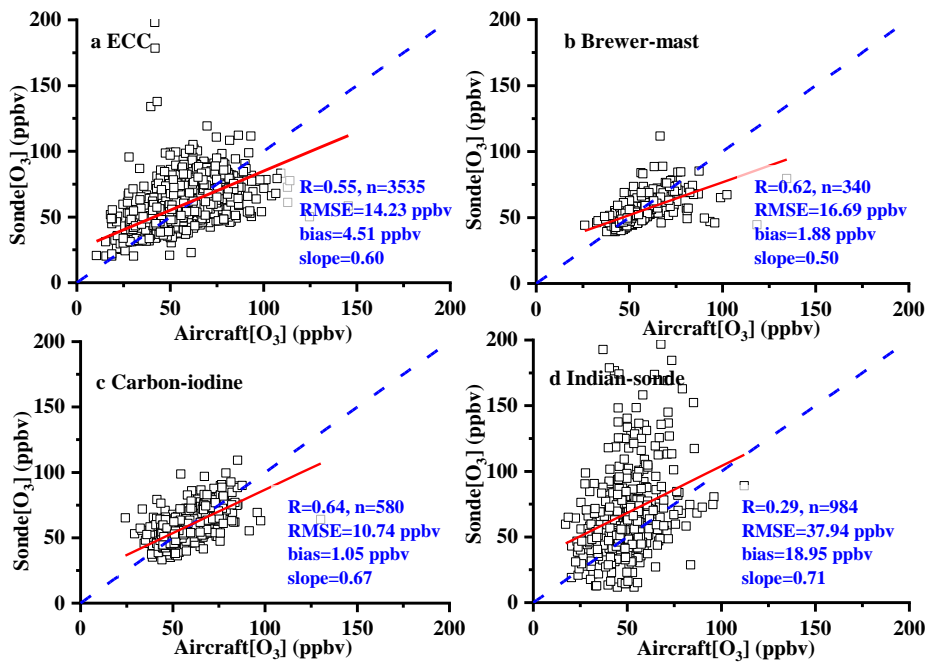 a ECC
200
150
100
50
0
Sonde[O₃] (ppbv)
R=0.55, n=3535
RMSE=14.23 ppbv
bias=4.51 ppbv
slope=0.60
0 50 100 150 200
Aircraft[O₃] (ppbv)
b Brewer-mast
200
150
100
50
0
Sonde[O₃] (ppbv)
R=0.62, n=340
RMSE=16.69 ppbv
bias=1.88 ppbv
slope=0.50
0 50 100 150 200
Aircraft[O₃] (ppbv)
c Carbon-iodine
200
150
100
50
0
Sonde[O₃] (ppbv)
R=0.64, n=580
RMSE=10.74 ppbv
bias=1.05 ppbv
slope=0.67
0 50 100 150 200
Aircraft[O₃] (ppbv)
d Indian-sonde
200
150
100
50
0
Sonde[O₃] (ppbv)
R=0.29, n=984
RMSE=37.94 ppbv
bias=18.95 ppbv
slope=0.71
0 50 100 150 200
Aircraft[O₃] (ppbv)